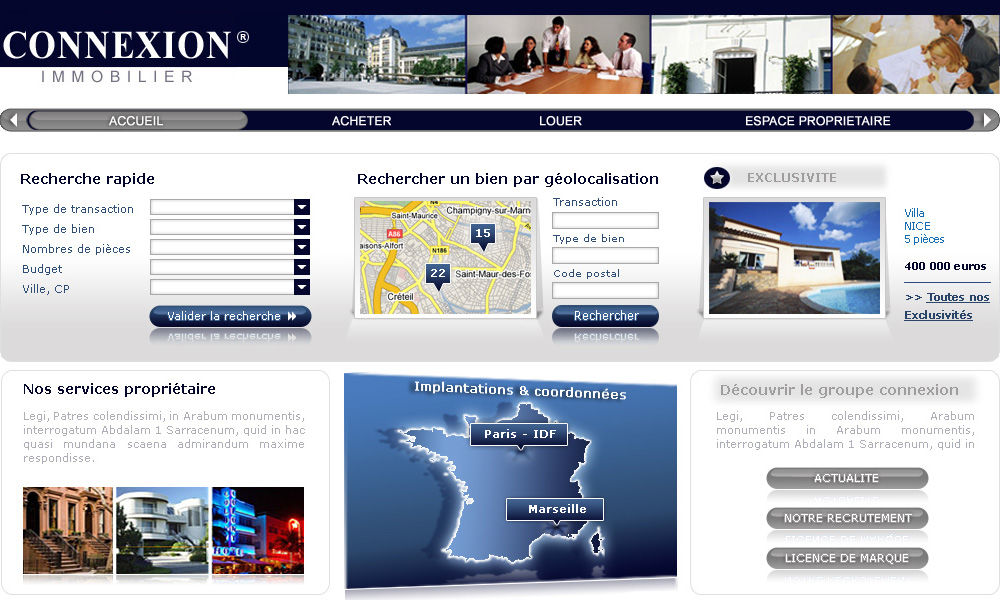 CONNEXION®
IMMOBILIER
ACCUEIL
ACHETER
LOUER
ESPACE PROPRIETAIRE
Recherche rapide
Type de transaction
Type de bien
Nombres de pièces
Budget
Ville, CP
Valider la recherche
Rechercher un bien par géolocalisation
Saint-Maurice
Champigny-sur-Marn
A86
15
aisons-Alfort
N186
22
Saint-Maur-des-Fo
Créteil
Transaction
Type de bien
Code postal
Rechercher
EXCLUSIVITE
Villa
NICE
5 pièces
400 000 euros
>> Toutes nos
Exclusivités
Nos services propriétaire
Legi, Patres colendissimi, in Arabum monumentis,
interrogatum Abdalam 1 Sarracenum, quid in hac
quasi mundana scaena admirandum maxime
respondisse.
Implantations & coordonnées
Paris - IDF
Marseille
Découvrir le groupe connexion
Legi, Patres colendissimi, Arabum
monumentis in Arabum monumentis,
interrogatum Abdalam 1 Sarracenum, quid in
ACTUALITE
NOTRE RECRUTEMENT
LICENCE DE MARQUE